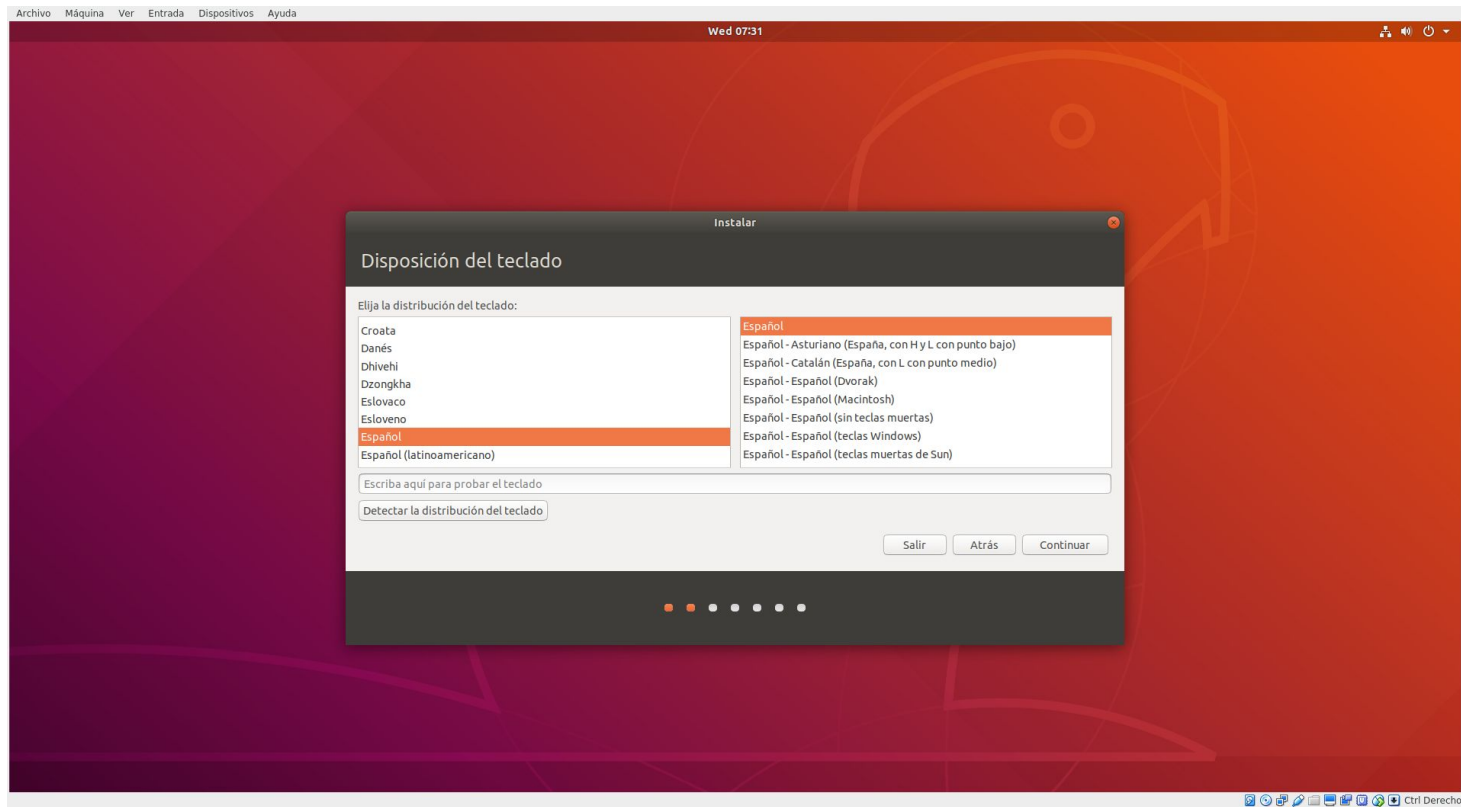 Archivo Máquina Ver Entrada Dispositivos Ayuda
Wed 07:31
Instalar
Disposición del teclado
Elija la distribución del teclado:
Croata
Danés
Dhivehi
Dzongkha
Eslovaco
Esloveno
Español
Español (latinoamericano)
Español
Español - Asturiano (España, con H y L con punto bajo)
Español - Catalán (España, con L con punto medio)
Español - Español (Dvorak)
Español - Español (Macintosh)
Español - Español (sin teclas muertas)
Español - Español (teclas Windows)
Español - Español (teclas muertas de Sun)
Escriba aquí para probar el teclado
Detectar la distribución del teclado
Salir Atrás Continuar
Ctrl Derecho